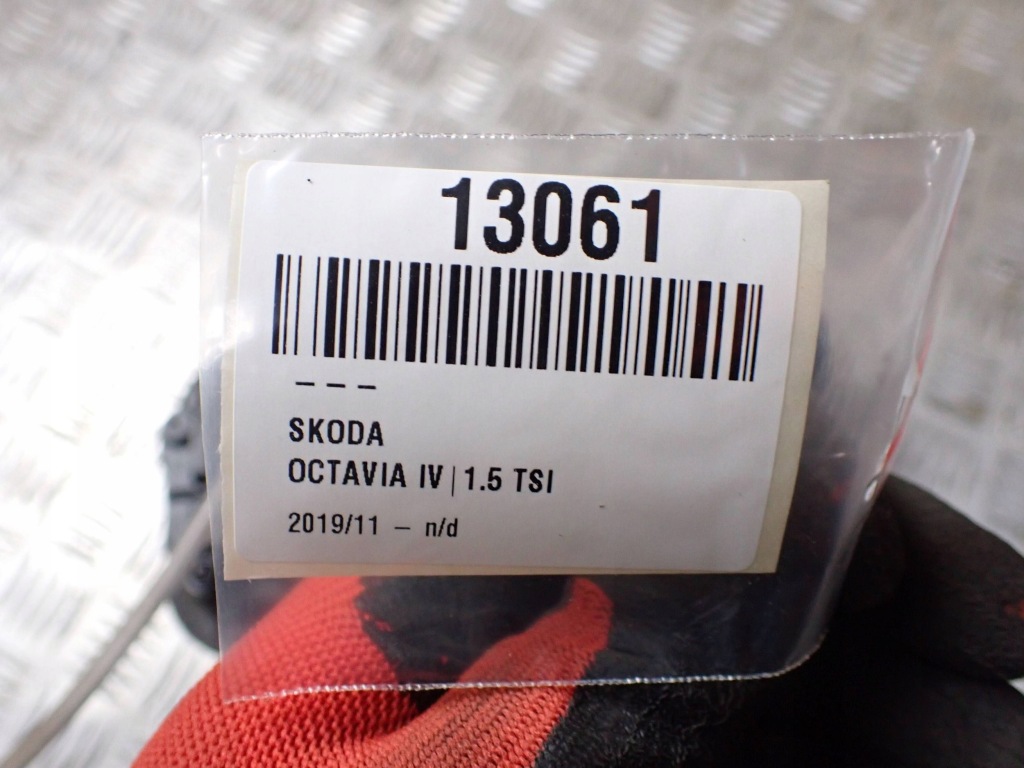 13061
– – –
SKODA
OCTAVIA IV | 1.5 TSI
2019/11 – n/d